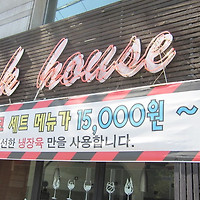 k house
세트 메뉴가 15,000원 ~
선한 냉장육 만을 사용합니다.